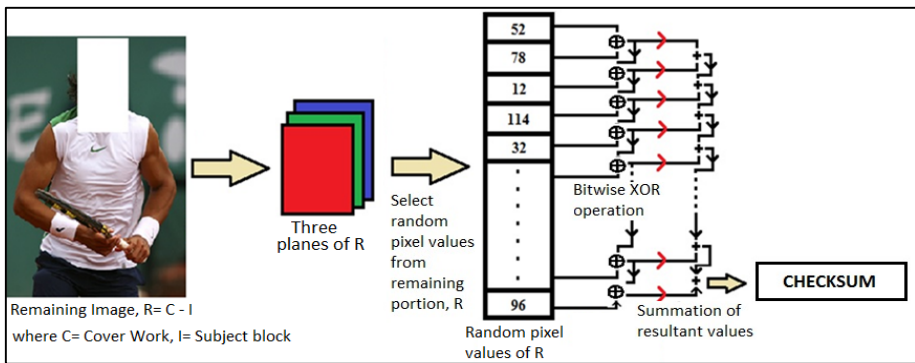 Remaining Image, R= C - I
where C= Cover Work, I= Subject block
Three
planes of R
Select
random
pixel values
from
remaining
portion, R
52
78
12
114
32
96
Random pixel
values of R
Bitwise XOR
operation
Summation of
resultant values
CHECKSUM